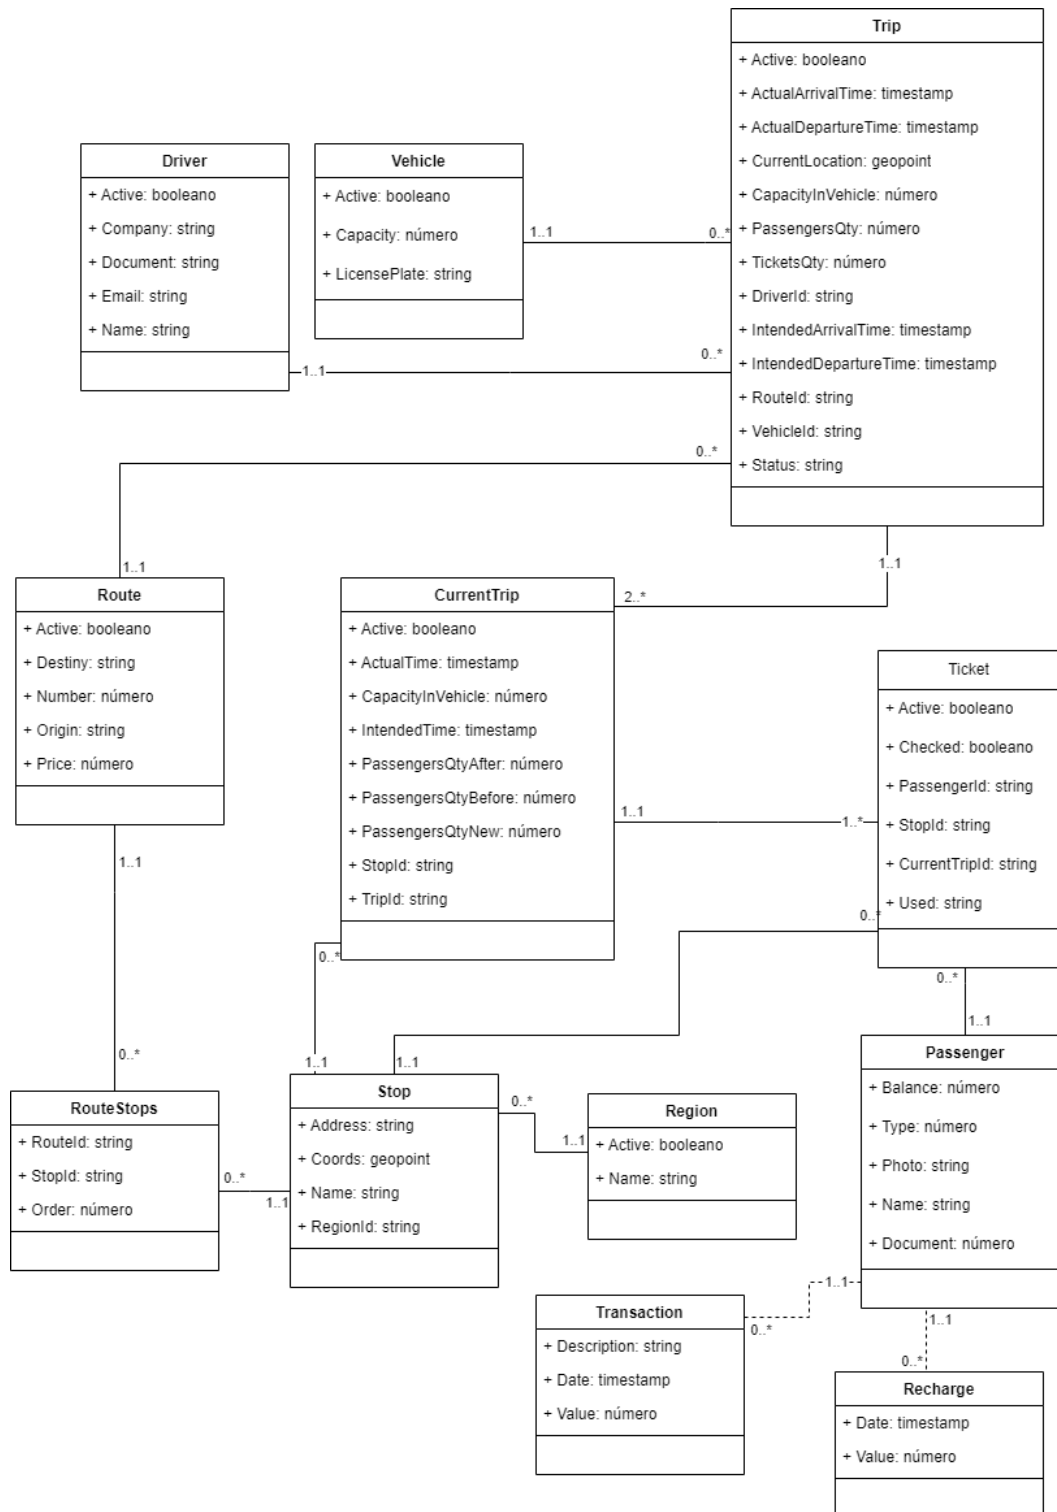 Trip
+ Active: booleano
+ ActualArrivalTime: timestamp
+ ActualDepartureTime: timestamp
+ CurrentLocation: geopoint
+ CapacityInVehicle: número
+ PassengersQty: número
+ TicketsQty: número
+ DriverId: string
+ IntendedArrivalTime: timestamp
+ IntendedDepartureTime: timestamp
+ RouteId: string
+ VehicleId: string
+ Status: string
Driver
+ Active: booleano
+ Company: string
+ Document: string
+ Email: string
+ Name: string
Vehicle
+ Active: booleano
+ Capacity: número
+ LicensePlate: string
1..1
0..*
1..1
0..*
0..*
1..1
1..1
2..*
Route
+ Active: booleano
+ Destiny: string
+ Number: número
+ Origin: string
+ Price: número
CurrentTrip
+ Active: booleano
+ ActualTime: timestamp
+ CapacityInVehicle: número
+ IntendedTime: timestamp
+ PassengersQtyAfter: número
+ PassengersQtyBefore: número
+ PassengersQtyNew: número
+ StopId: string
+ TripId: string
Ticket
+ Active: booleano
+ Checked: booleano
+ PassengerId: string
+ StopId: string
+ CurrentTripId: string
+ Used: string
1..1
1..*
1..1
0..*
0..*
1..1
0..*
1..1
0..*
1..1
RouteStops
+ RouteId: string
+ StopId: string
+ Order: número
0..*
1..1
Stop
+ Address: string
+ Coords: geopoint
+ Name: string
+ RegionId: string
0..*
1..1
Region
+ Active: booleano
+ Name: string
Passenger
+ Balance: número
+ Type: número
+ Photo: string
+ Name: string
+ Document: número
1..1
0..*
1..1
0..*
Transaction
+ Description: string
+ Date: timestamp
+ Value: número
Recharge
+ Date: timestamp
+ Value: número